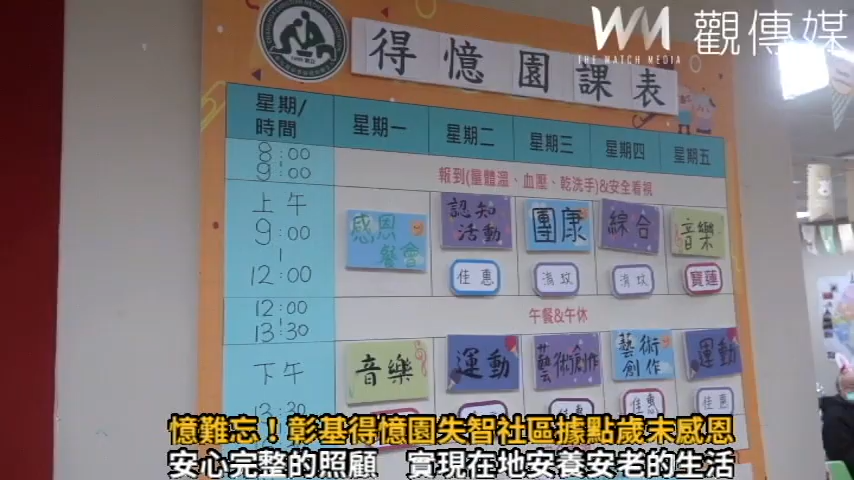 WM 觀傳媒
THE WATCH MEDIA
得憶園課表
星期/時間 星期一 星期二 星期三 星期四 星期五
8:00
9:00
報到(量體溫、血壓、乾洗手)&安全看視
上午
9:00
12:00
感恩餐會 認知活動 團康 綜合 音樂
佳惠 寶蓮
12:00
13:30
午餐&午休
下午
13:30
音樂 運動 藝術創作 藝術創作 運動
佳惠 佳惠 佳惠
憶難忘!彰基得憶園失智社區據點歲末感恩
安心完整的照顧 實現在地安養安老的生活